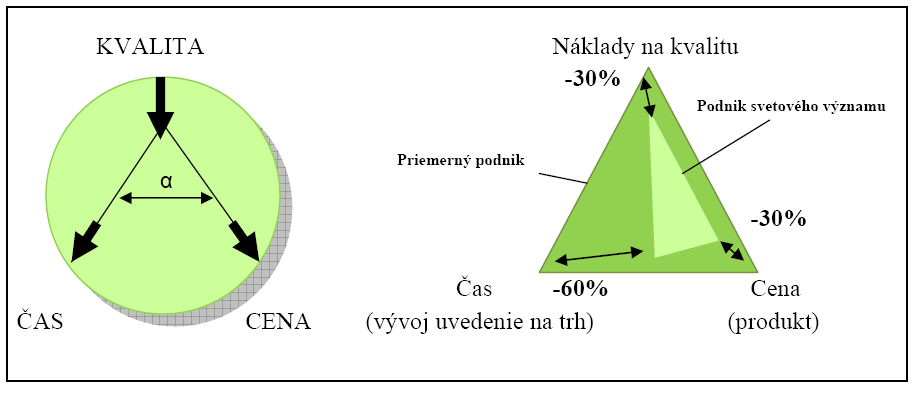 KVALITA
α
ČAS
CENA
Náklady na kvalitu
-30%
Podnik svetového významu
Priemerný podnik
-30%
-60%
Čas
(vývoj uvedenie na trh)
Cena
(produkt)